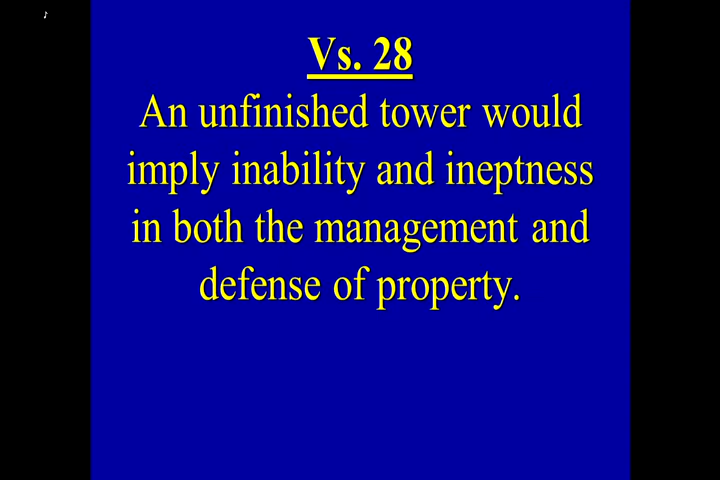 Vs. 28
An unfinished tower would
imply inability and ineptness
in both the management and
defense of property.